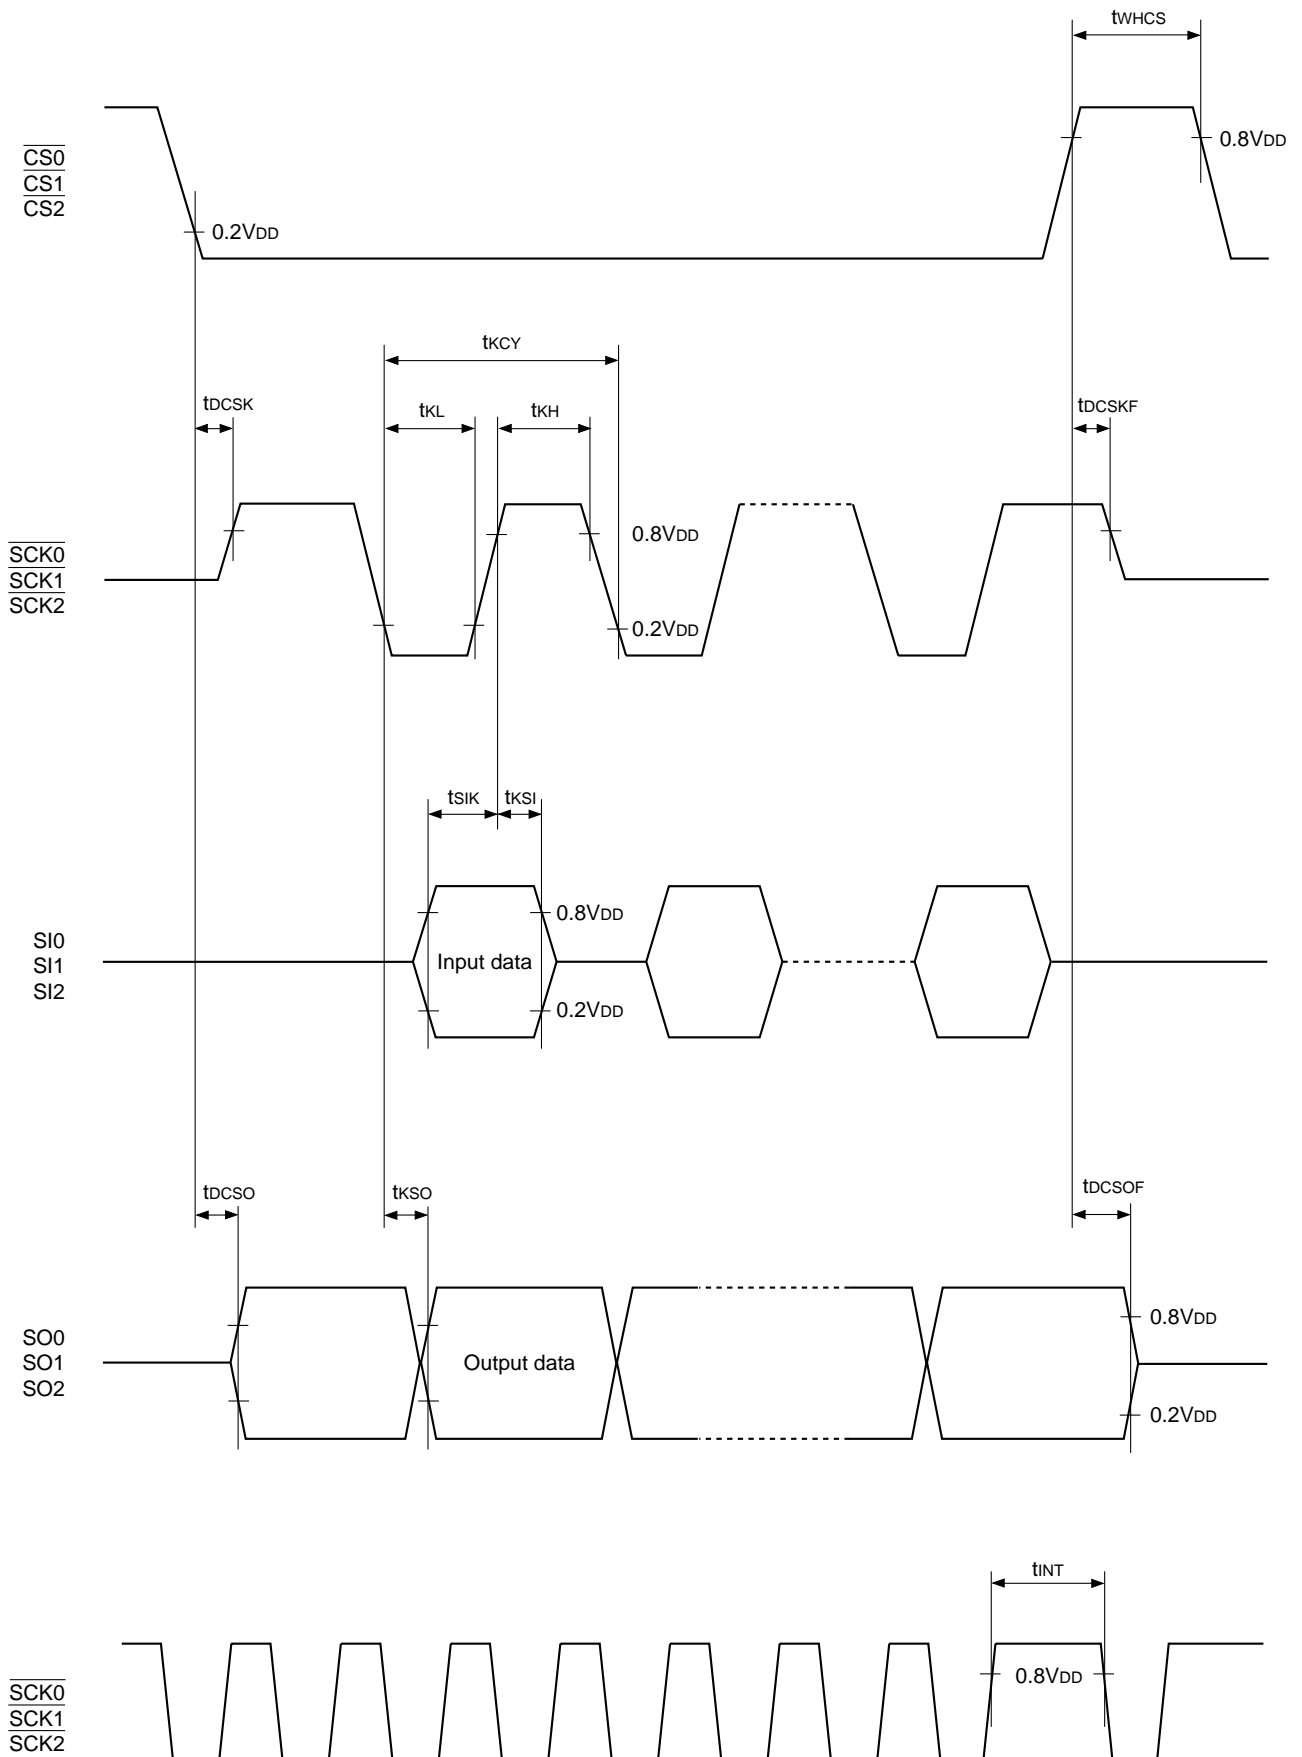 tWHCS
CS0
CS1
CS2
0.8VDD
0.2VDD
tKCY
tDCSK
tKL
tKH
tDCSKF
SCK0
SCK1
SCK2
0.8VDD
0.2VDD
tSIK
tKSI
SI0
SI1
SI2
0.8VDD
Input data
0.2VDD
tDCSO
tKSO
tDCSOF
SO0
SO1
SO2
Output data
0.8VDD
0.2VDD
tINT
SCK0
SCK1
SCK2
0.8VDD